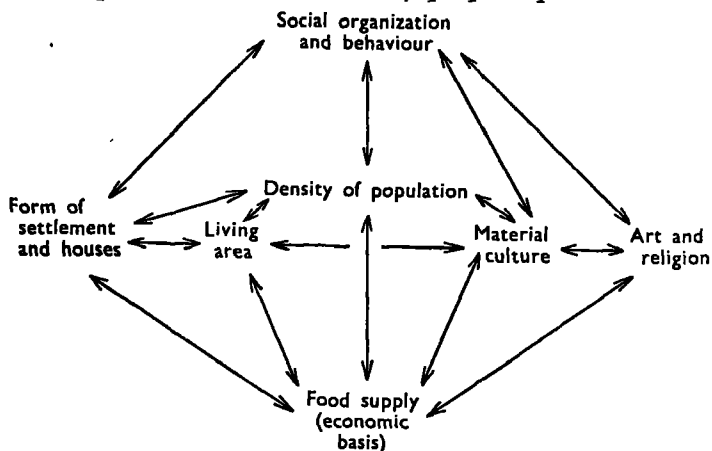 Social organization
and behaviour
Density of population
Form of
settlement
and houses
Living
area
Material
culture
Art and
religion
Food supply
(economic
basis)